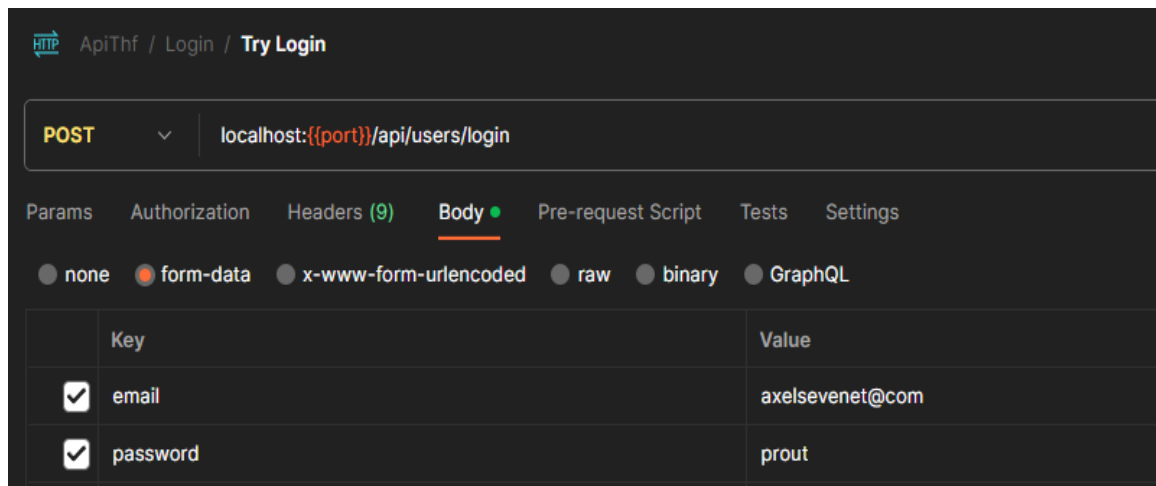 HTTP ApiThf / Login / Try Login
POST localhost:{{port}}/api/users/login
Params Authorization Headers (9) Body Pre-request Script Tests Settings
none form-data x-www-form-urlencoded raw binary GraphQL
Key Value
email axelsevenet@com
password prout